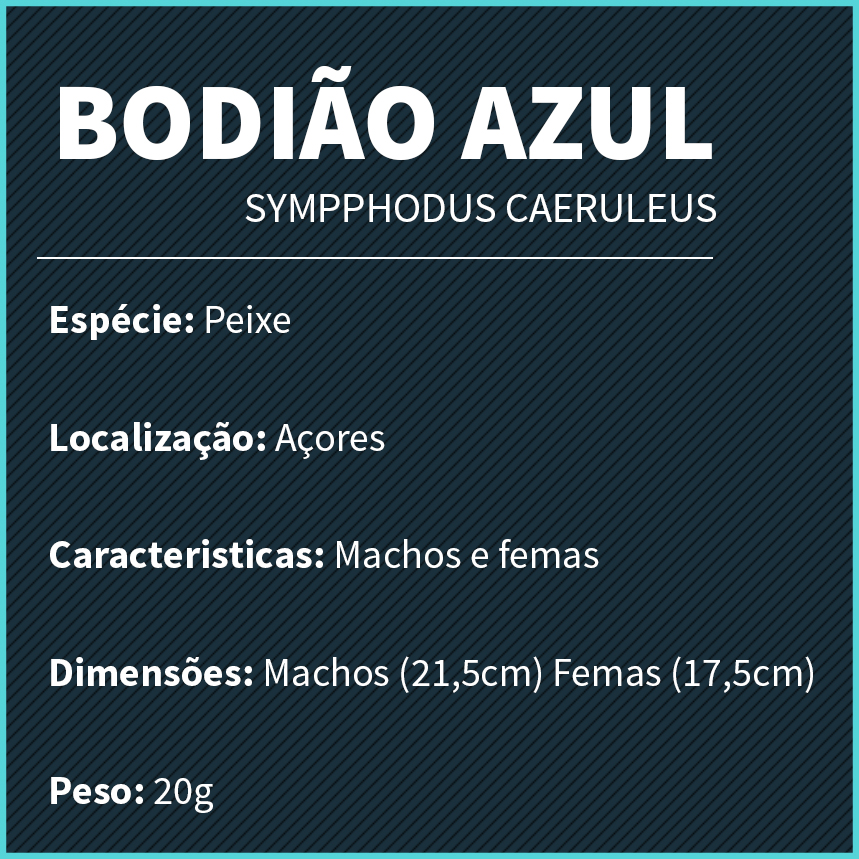 BODIÃO AZUL
SYMPPHODUS CAERULEUS
Espécie: Peixe
Localização: Açores
Caracteristicas: Machos e femas
Dimensões: Machos (21,5cm) Femas (17,5cm)
Peso: 20g